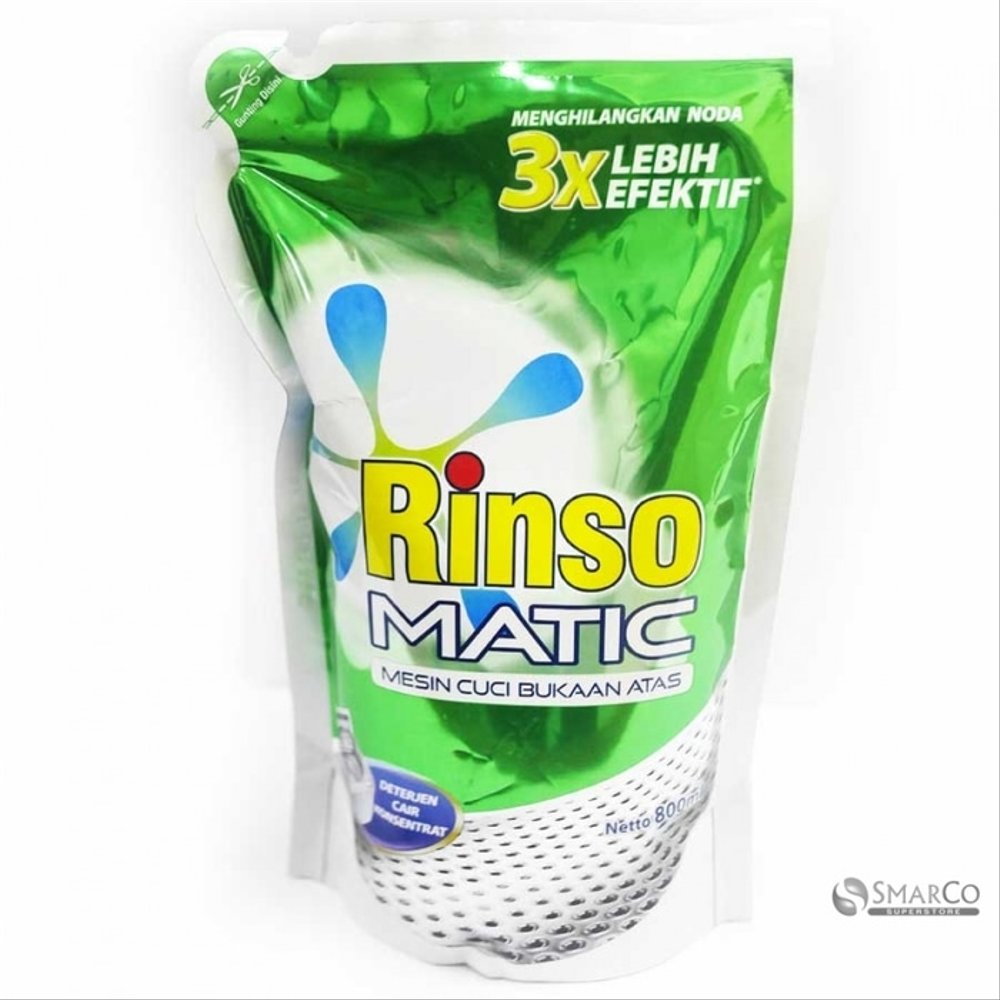 Gunting Disini
MENGHILANGKAN NODA
3x LEBIH
EFEKTIF*
Rinso
MATIC
MESIN CUCI BUKAAN ATAS
DETERJEN
CAIR
KONSENTRAT
Netto 800m
SMARCO
SUPERSTORE